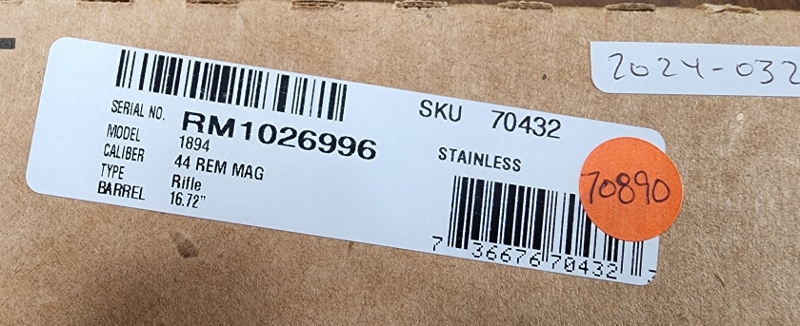 2024-032
SERIAL NO. RM1026996
MODEL 1894
CALIBER 44 REM MAG
TYPE Rifle
BARREL 16.72"
SKU 70432
STAINLESS
70890
7 36676 70432 3